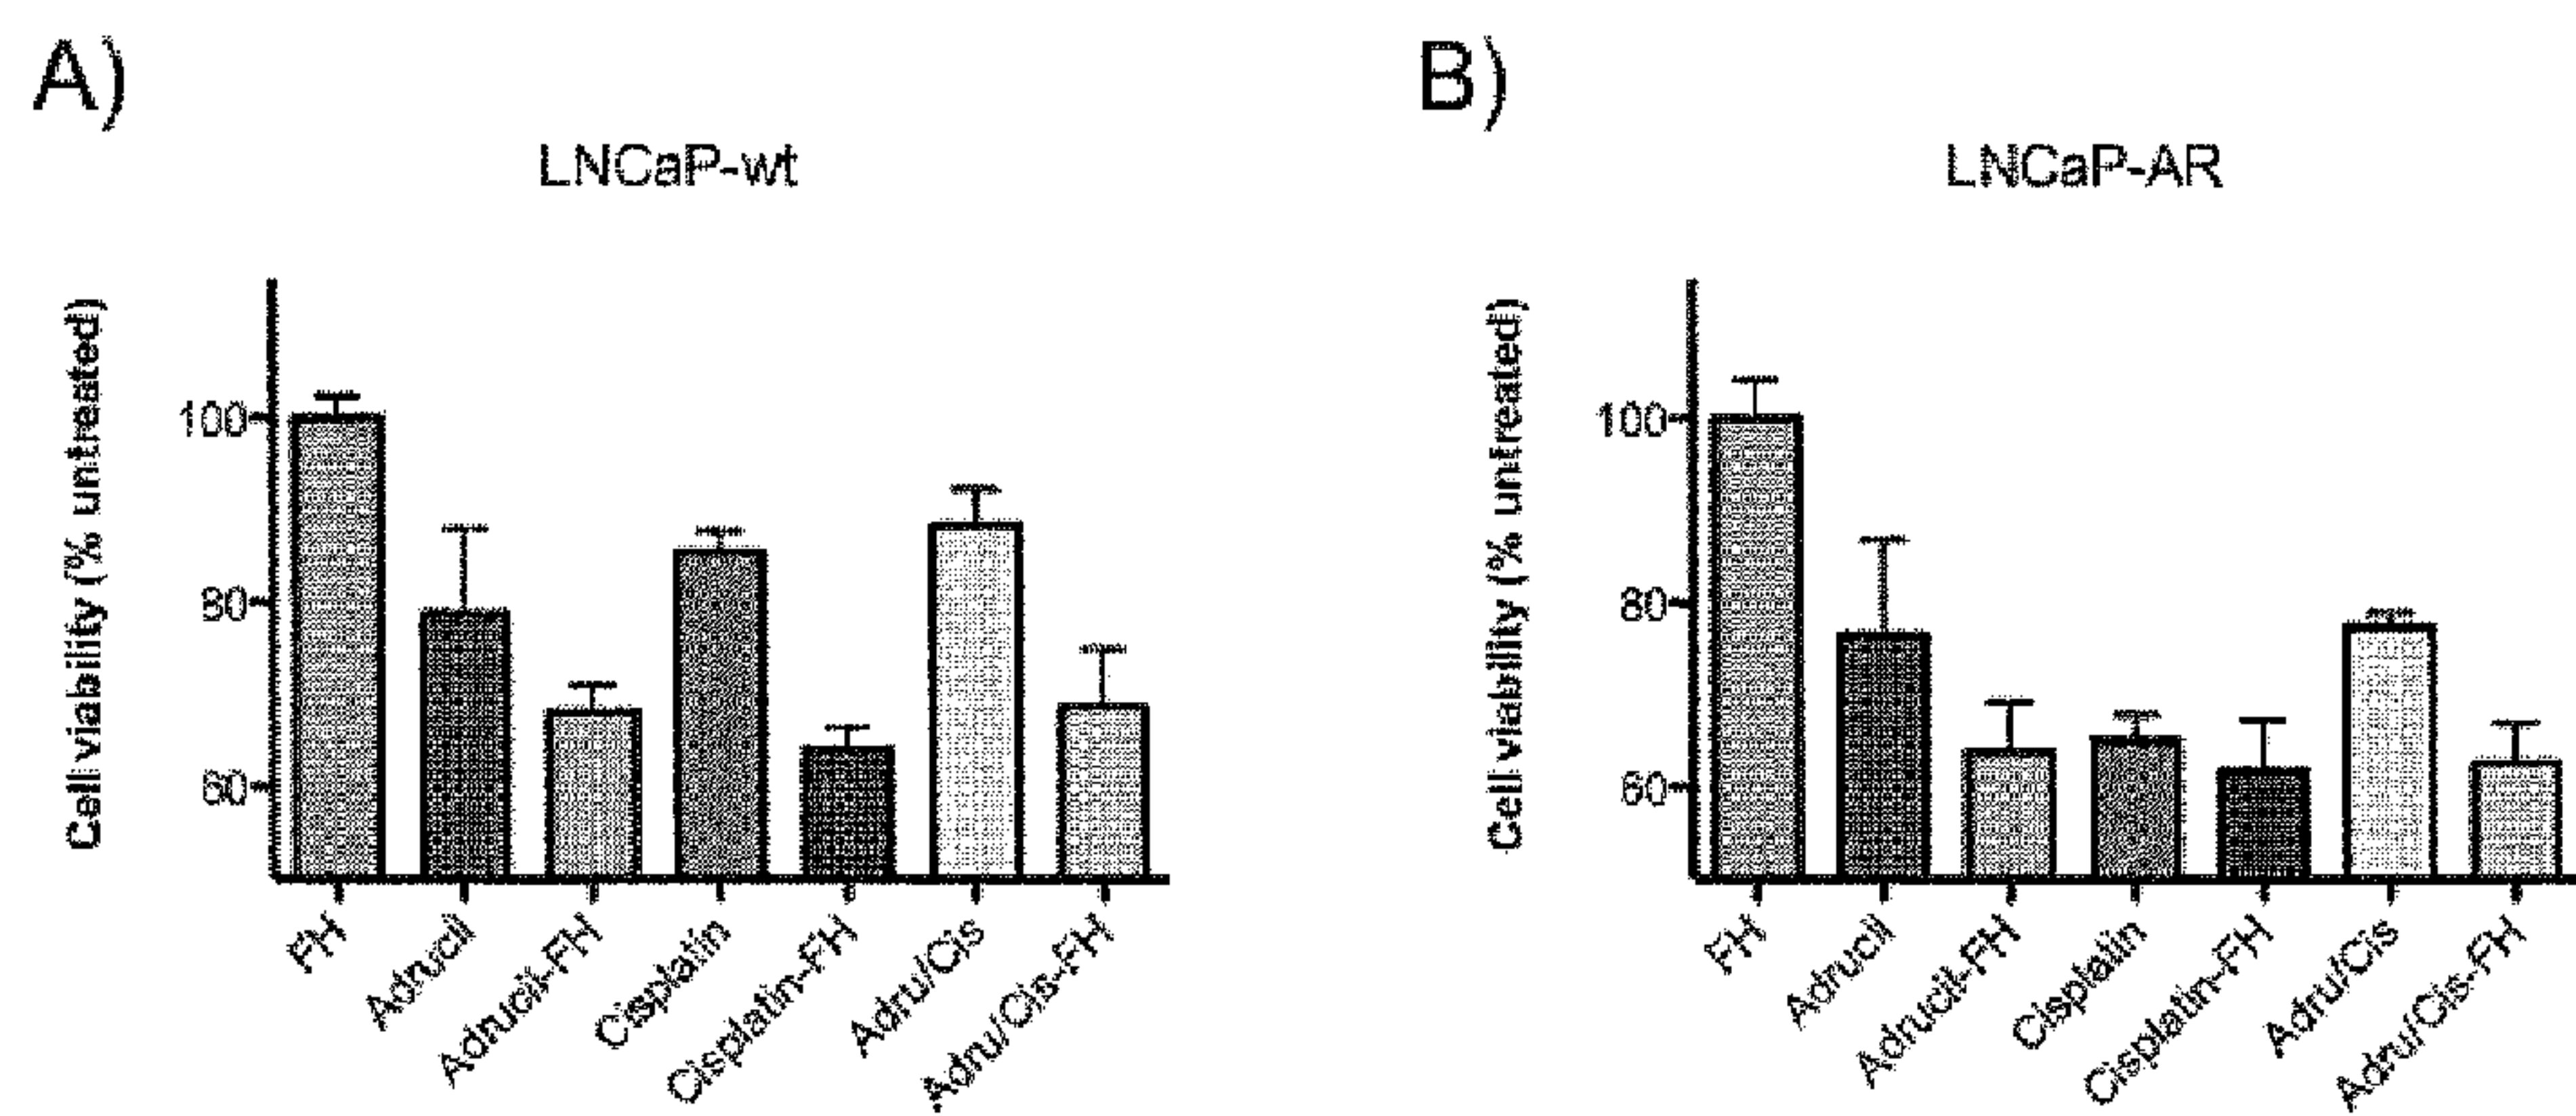 A)
LNCaP-wt
Cell viability (% untreated)
100
80
60
FH
Adrucil
Adrucil-FH
Cisplatin
Cisplatin-FH
Adru/Cis
Adru/Cis-FH
B)
LNCaP-AR
Cell viability (% untreated)
100
80
60
FH
Adrucil
Adrucil-FH
Cisplatin
Cisplatin-FH
Adru/Cis
Adru/Cis-FH